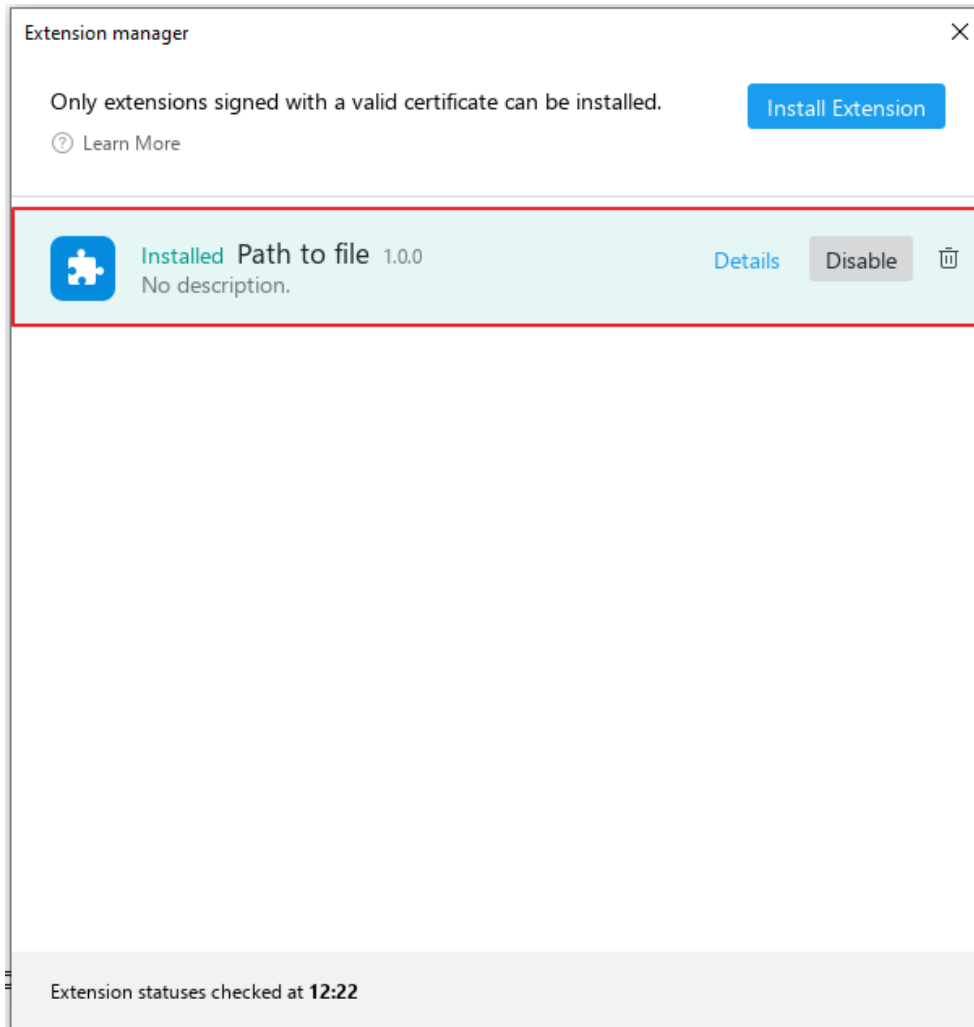 Extension manager
Only extensions signed with a valid certificate can be installed.
Install Extension
? Learn More
Installed Path to file 1.0.0
Details
Disable
No description.
Extension statuses checked at 12:22